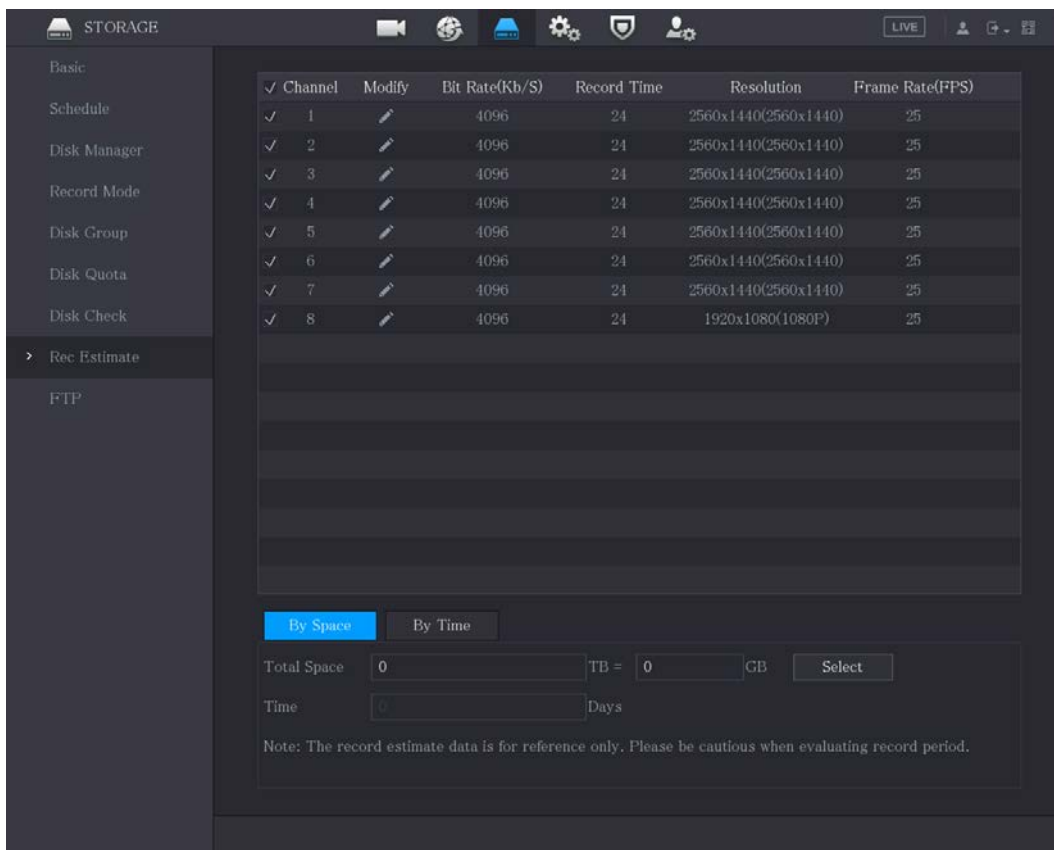 STORAGE LIVE
Basic
Schedule
Disk Manager
Record Mode
Disk Group
Disk Quota
Disk Check
Rec Estimate
FTP
Channel Modify Bit Rate(Kb/S) Record Time Resolution Frame Rate(FPS)
1 4096 24 2560x1440(2560x1440) 25
2 4096 24 2560x1440(2560x1440) 25
3 4096 24 2560x1440(2560x1440) 25
4 4096 24 2560x1440(2560x1440) 25
5 4096 24 2560x1440(2560x1440) 25
6 4096 24 2560x1440(2560x1440) 25
7 4096 24 2560x1440(2560x1440) 25
8 4096 24 1920x1080(1080P) 25
By Space By Time
Total Space 0 TB = 0 GB Select
Time 0 Days
Note: The record estimate data is for reference only. Please be cautious when evaluating record period.